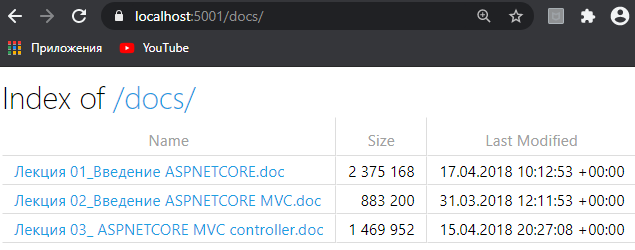 localhost:5001/docs/
Приложения YouTube
Index of /docs/
Name Size Last Modified
Лекция 01_Введение ASPNETCORE.doc 2 375 168 17.04.2018 10:12:53 +00:00
Лекция 02_Введение ASPNETCORE MVC.doc 883 200 31.03.2018 12:11:53 +00:00
Лекция 03_ ASPNETCORE MVC controller.doc 1 469 952 15.04.2018 20:27:08 +00:00